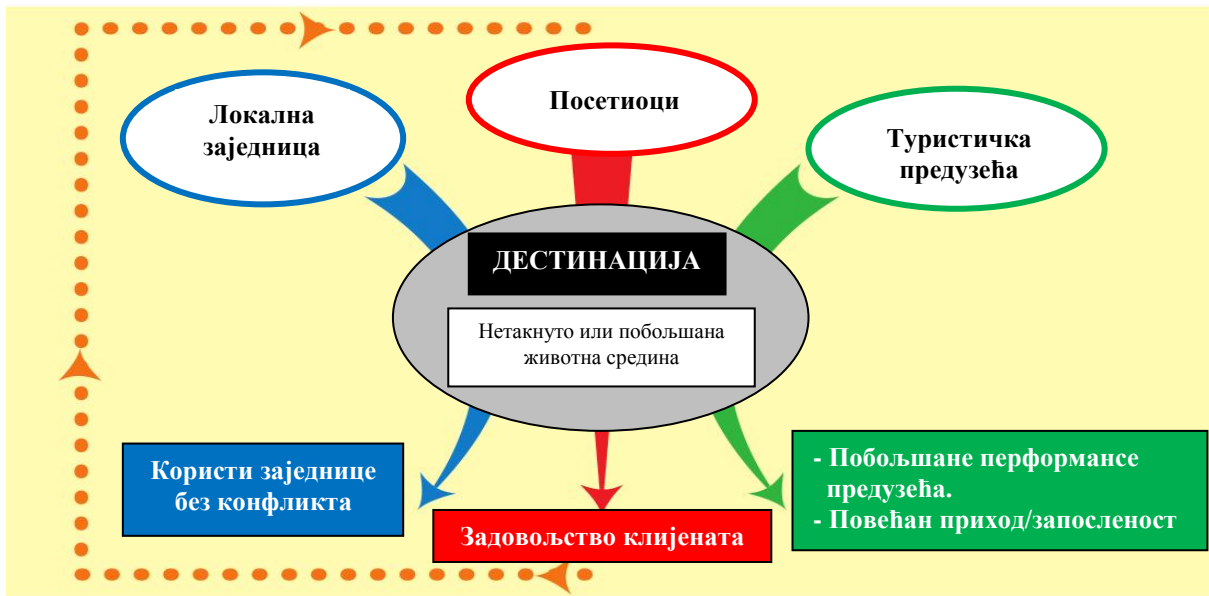 Локална
заједница
Посетиоци
Туристичка
предузећа
ДЕСТИНАЦИЈА
Нетакнуто или побољшана
животна средина
Користи заједнице
без конфликта
Задовољство клијената
- Побољшане перформансе
предузећа.
- Повећан приход/запосленост